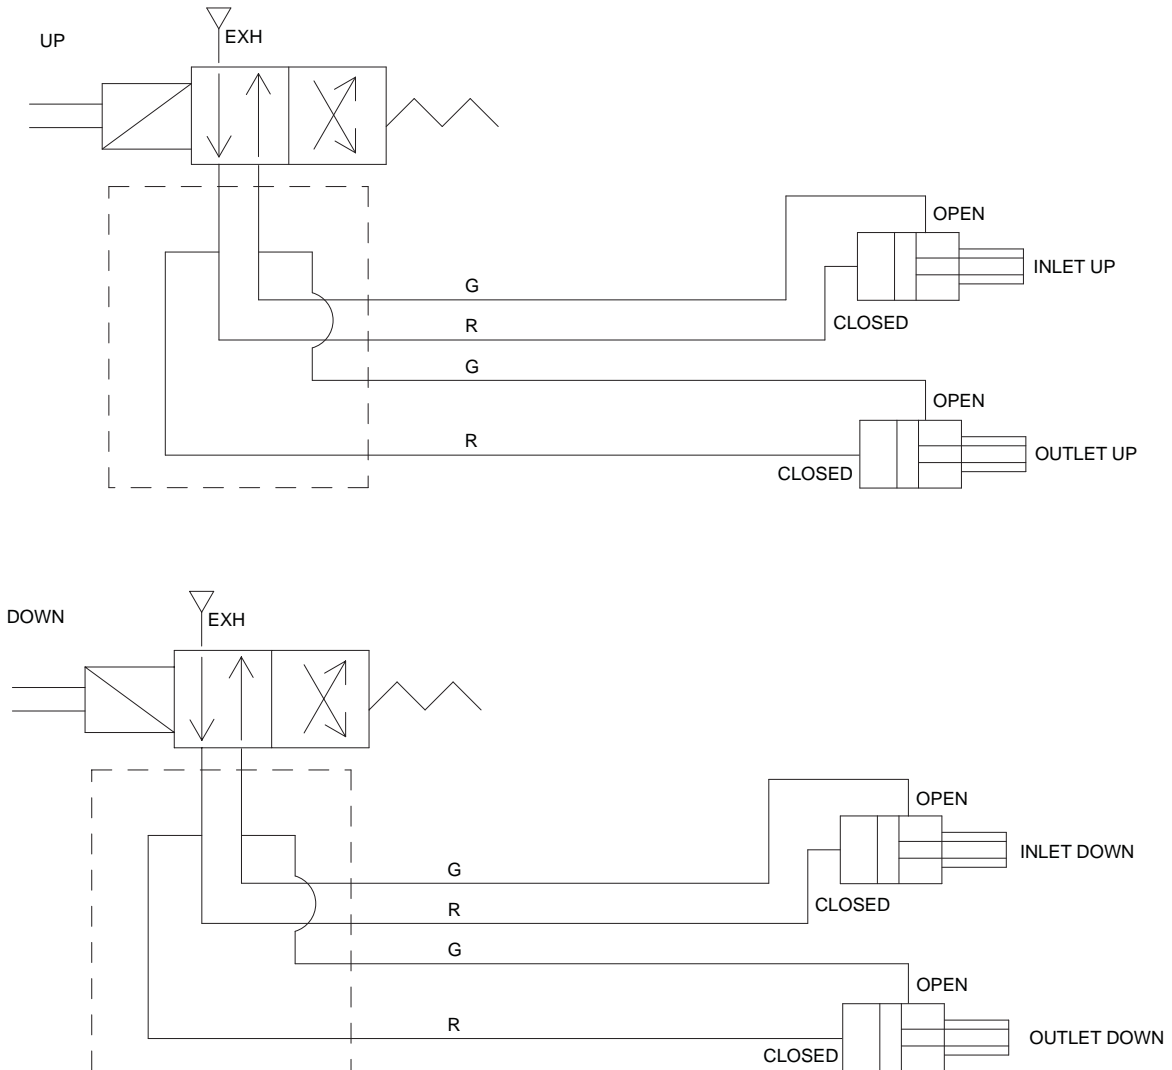 UP
EXH
OPEN
INLET UP
G
R
CLOSED
G
OPEN
R
OUTLET UP
CLOSED
DOWN
EXH
OPEN
INLET DOWN
G
R
CLOSED
G
OPEN
R
OUTLET DOWN
CLOSED